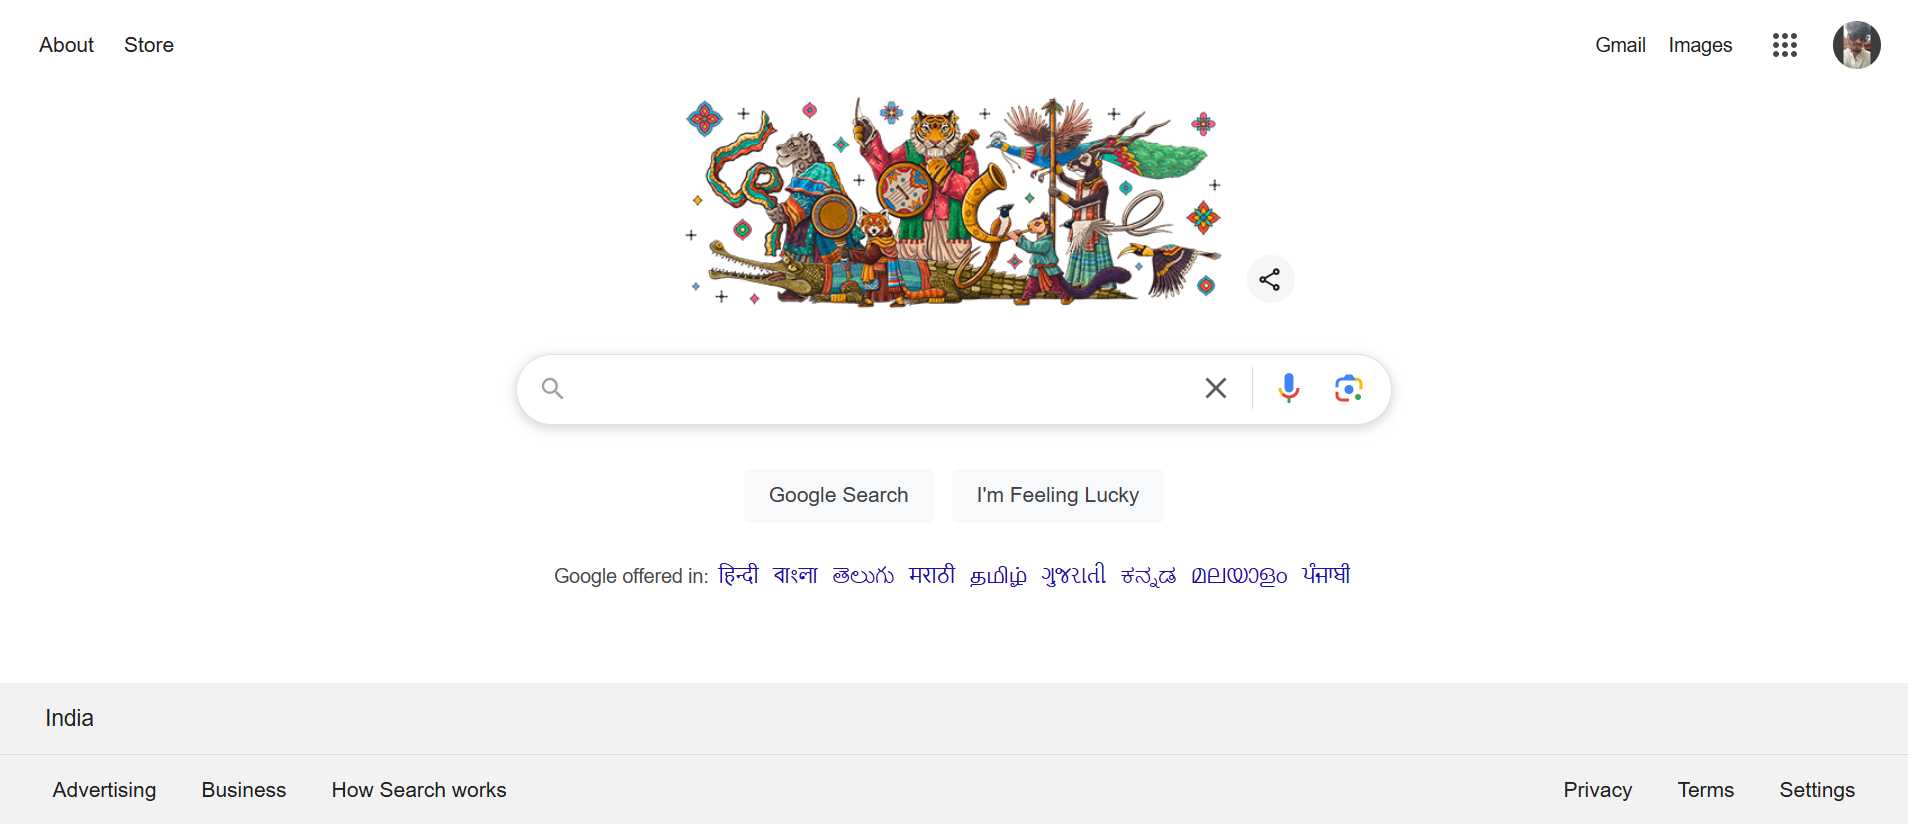 About Store Gmail Images
Google Search I'm Feeling Lucky
Google offered in: हिन्दी বাংলা తెలుగు मराठी தமிழ் ગુજરાતી ಕನ್ನಡ മലയാളം ਪੰਜਾਬੀ
India
Advertising Business How Search works Privacy Terms Settings